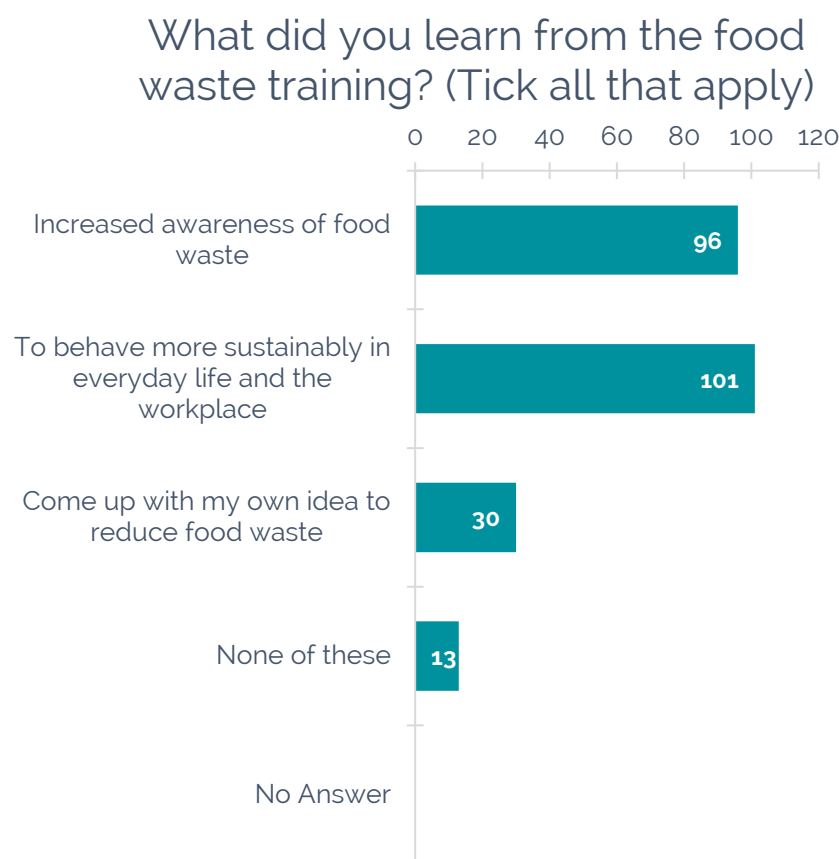 What did you learn from the food
waste training? (Tick all that apply)
0 20 40 60 80 100 120
Increased awareness of food
waste
96
To behave more sustainably in
everyday life and the
workplace
101
Come up with my own idea to
reduce food waste
30
None of these
13
No Answer